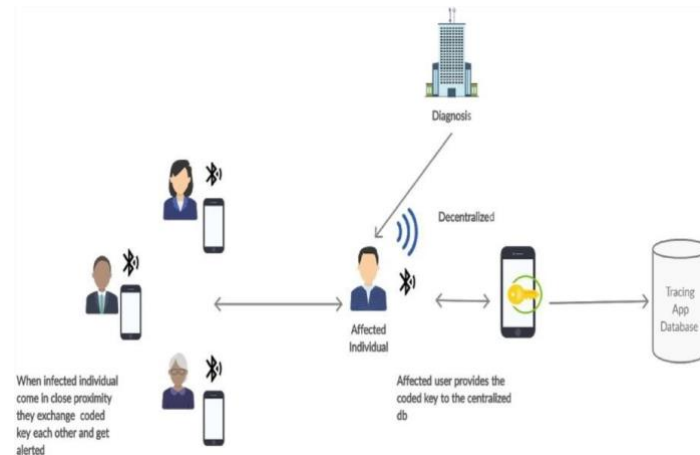 Diagnosis
Decentralized
Affected
Individual
Tracing
App
Database
When infected individual
come in close proximity
they exchange coded
key each other and get
alerted
Affected user provides the
coded key to the centralized
db